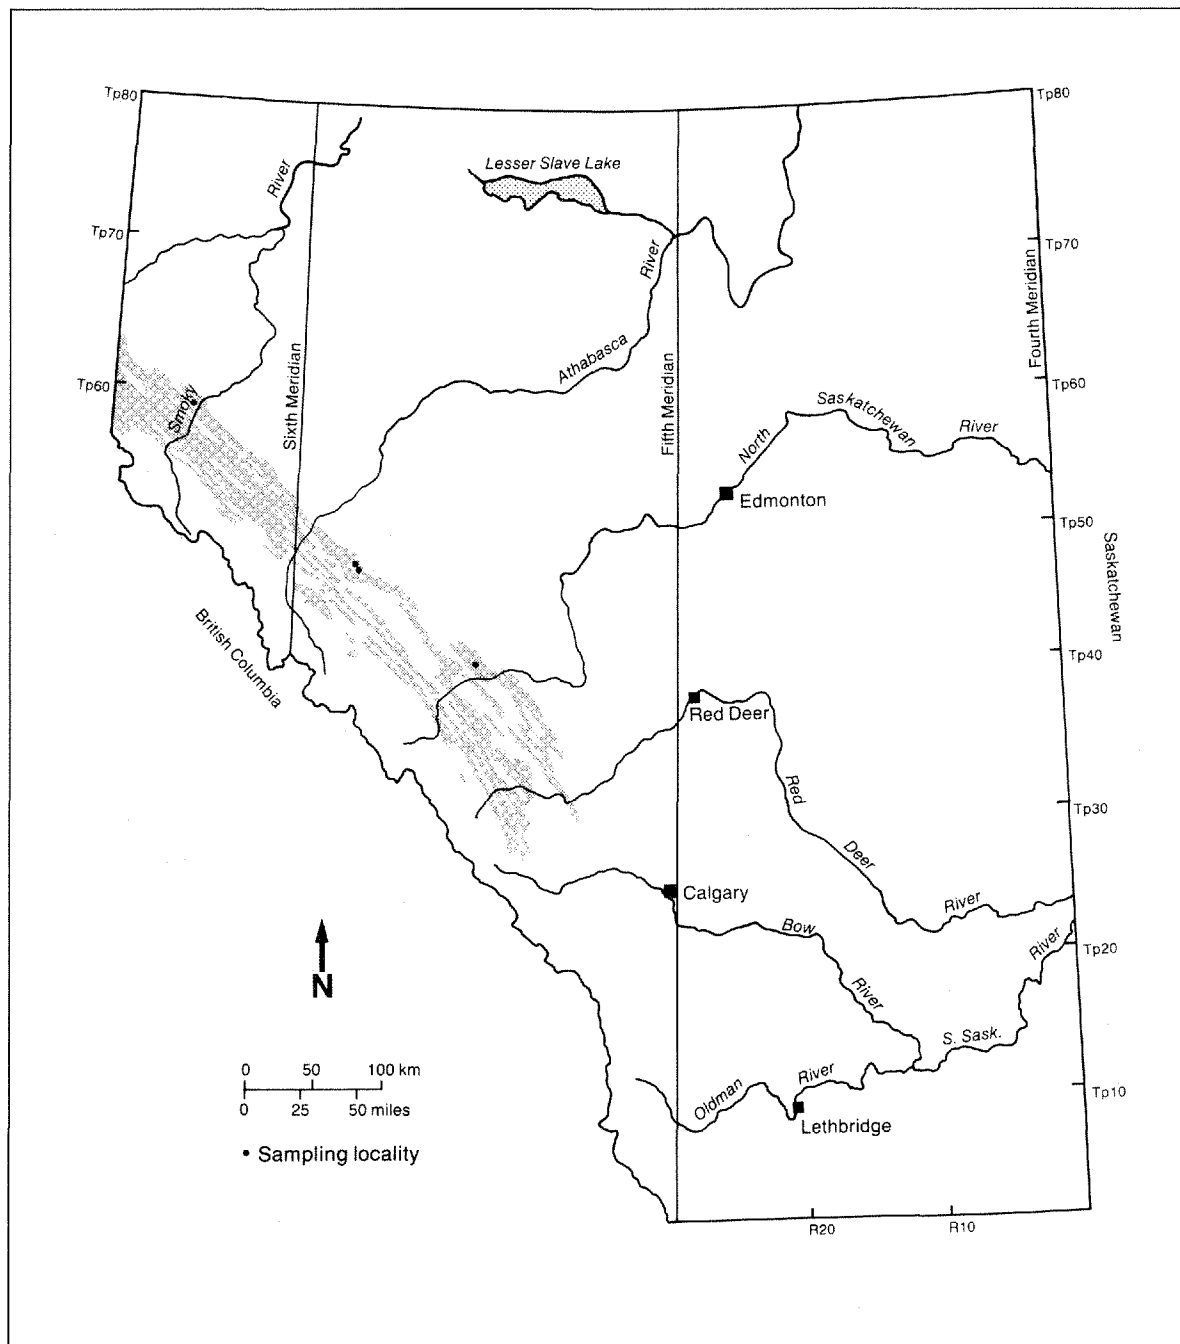 Tp80
Tp80
Lesser Slave Lake
River
Tp70
Tp70
River
Fourth Meridian
Athabasca
Tp60
Tp60
Smoky
Sixth Meridian
Fifth Meridian
Saskatchewan
River
North
Edmonton
Tp50
Saskatchewan
British Columbia
Tp40
Red Deer
Red
Tp30
Deer
Calgary
River
Bow
River
Tp20
N
River
S. Sask.
0 50 100 km
River
Oldman
Tp10
0 25 50 miles
Lethbridge
• Sampling locality
R20
R10